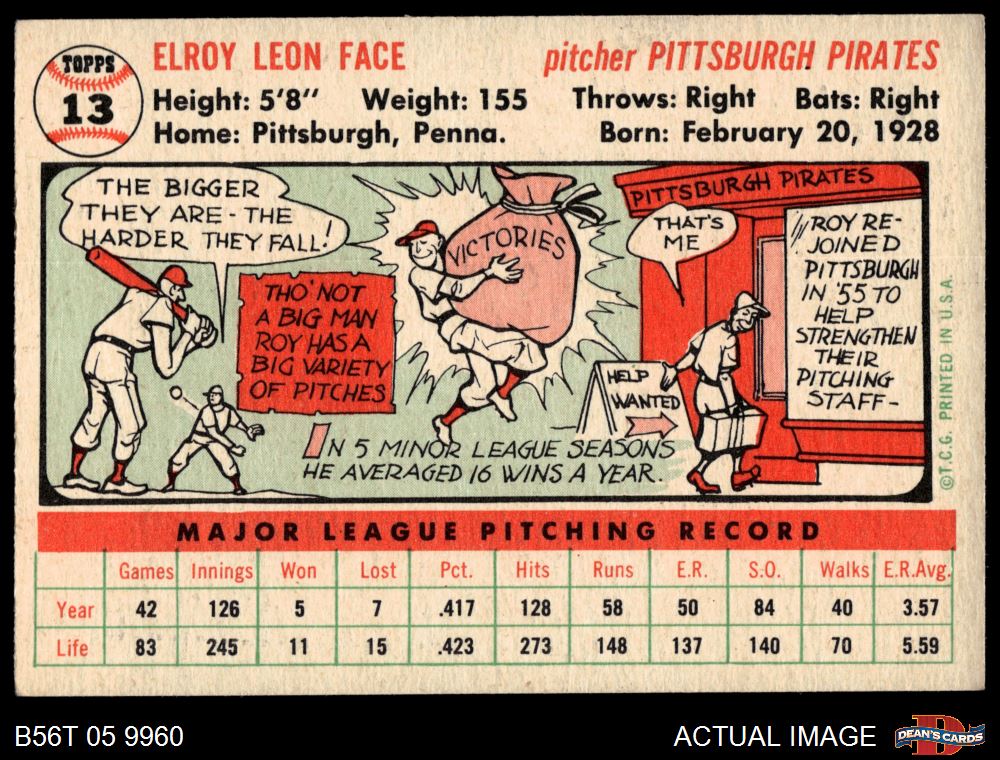 TOPPS
13
ELROY LEON FACE
pitcher PITTSBURGH PIRATES
Height: 5'8" Weight: 155 Throws: Right Bats: Right
Home: Pittsburgh, Penna. Born: February 20, 1928
THE BIGGER
THEY ARE - THE
HARDER THEY FALL!
THO' NOT
A BIG MAN
ROY HAS A
BIG VARIETY
OF PITCHES
VICTORIES
IN 5 MINOR LEAGUE SEASONS
HE AVERAGED 16 WINS A YEAR.
PITTSBURGH PIRATES
THAT'S
ME
HELP
WANTED
ROY RE-
JOINED
PITTSBURGH
IN '55 TO
HELP
STRENGTHEN
THEIR
PITCHING
STAFF-
©T.C.G. PRINTED IN U.S.A.
MAJOR LEAGUE PITCHING RECORD
Games Innings Won Lost Pct. Hits Runs E.R. S.O. Walks E.R.Avg.
Year 42 126 5 7 .417 128 58 50 84 40 3.57
Life 83 245 11 15 .423 273 148 137 140 70 5.59
B56T 05 9960
ACTUAL IMAGE
D
DEAN'S CARDS